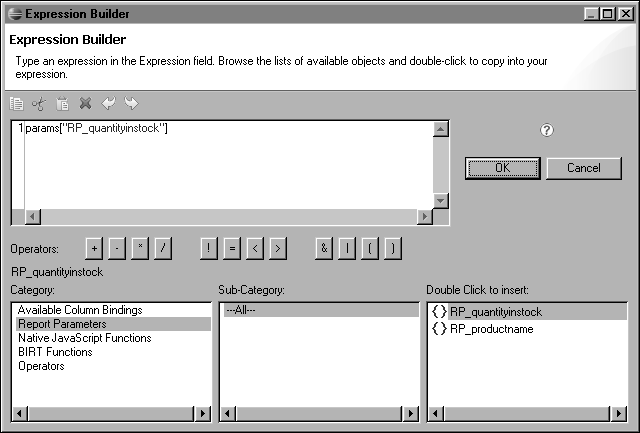 Expression Builder
Expression Builder
Type an expression in the Expression field. Browse the lists of available objects and double-click to copy into your
expression.
1 params["RP_quantityinstock"]
?
OK Cancel
Operators: + - * / ! = < > & | ( )
RP_quantityinstock
Category: Sub-Category: Double Click to insert:
Available Column Bindings ---All--- {} RP_quantityinstock
Report Parameters {} RP_productname
Native JavaScript Functions
BIRT Functions
Operators